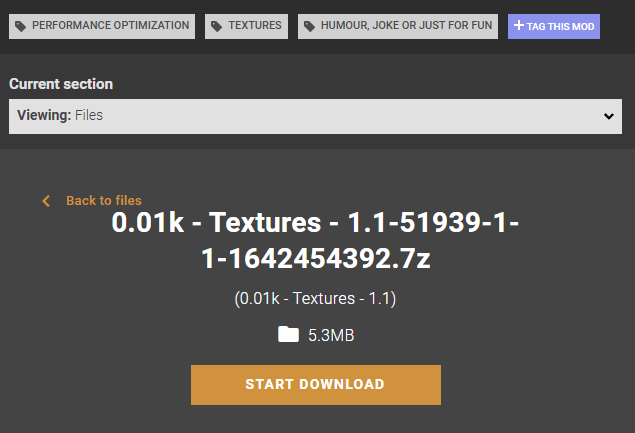 PERFORMANCE OPTIMIZATION TEXTURES HUMOUR, JOKE OR JUST FOR FUN + TAG THIS MOD
Current section
Viewing: Files
Back to files
0.01k - Textures - 1.1-51939-1-
1-1642454392.7z
(0.01k - Textures - 1.1)
5.3MB
START DOWNLOAD